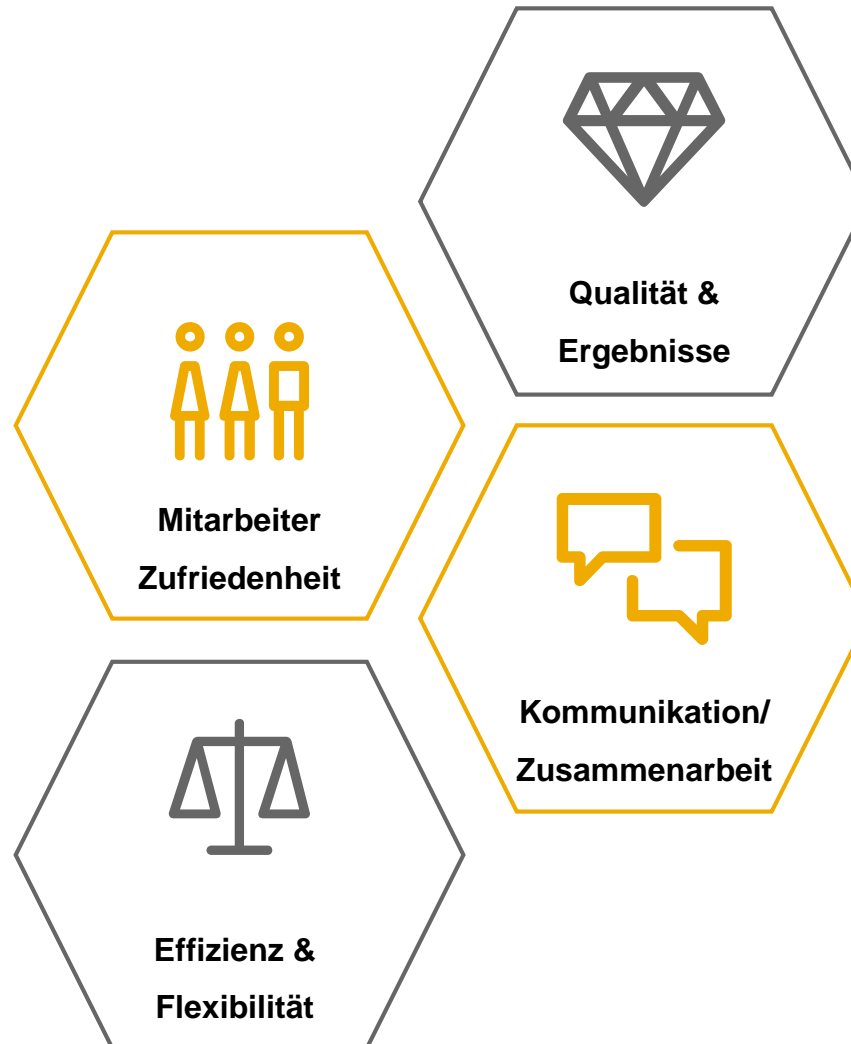 Qualität &
Ergebnisse
Mitarbeiter
Zufriedenheit
Kommunikation/
Zusammenarbeit
Effizienz &
Flexibilität